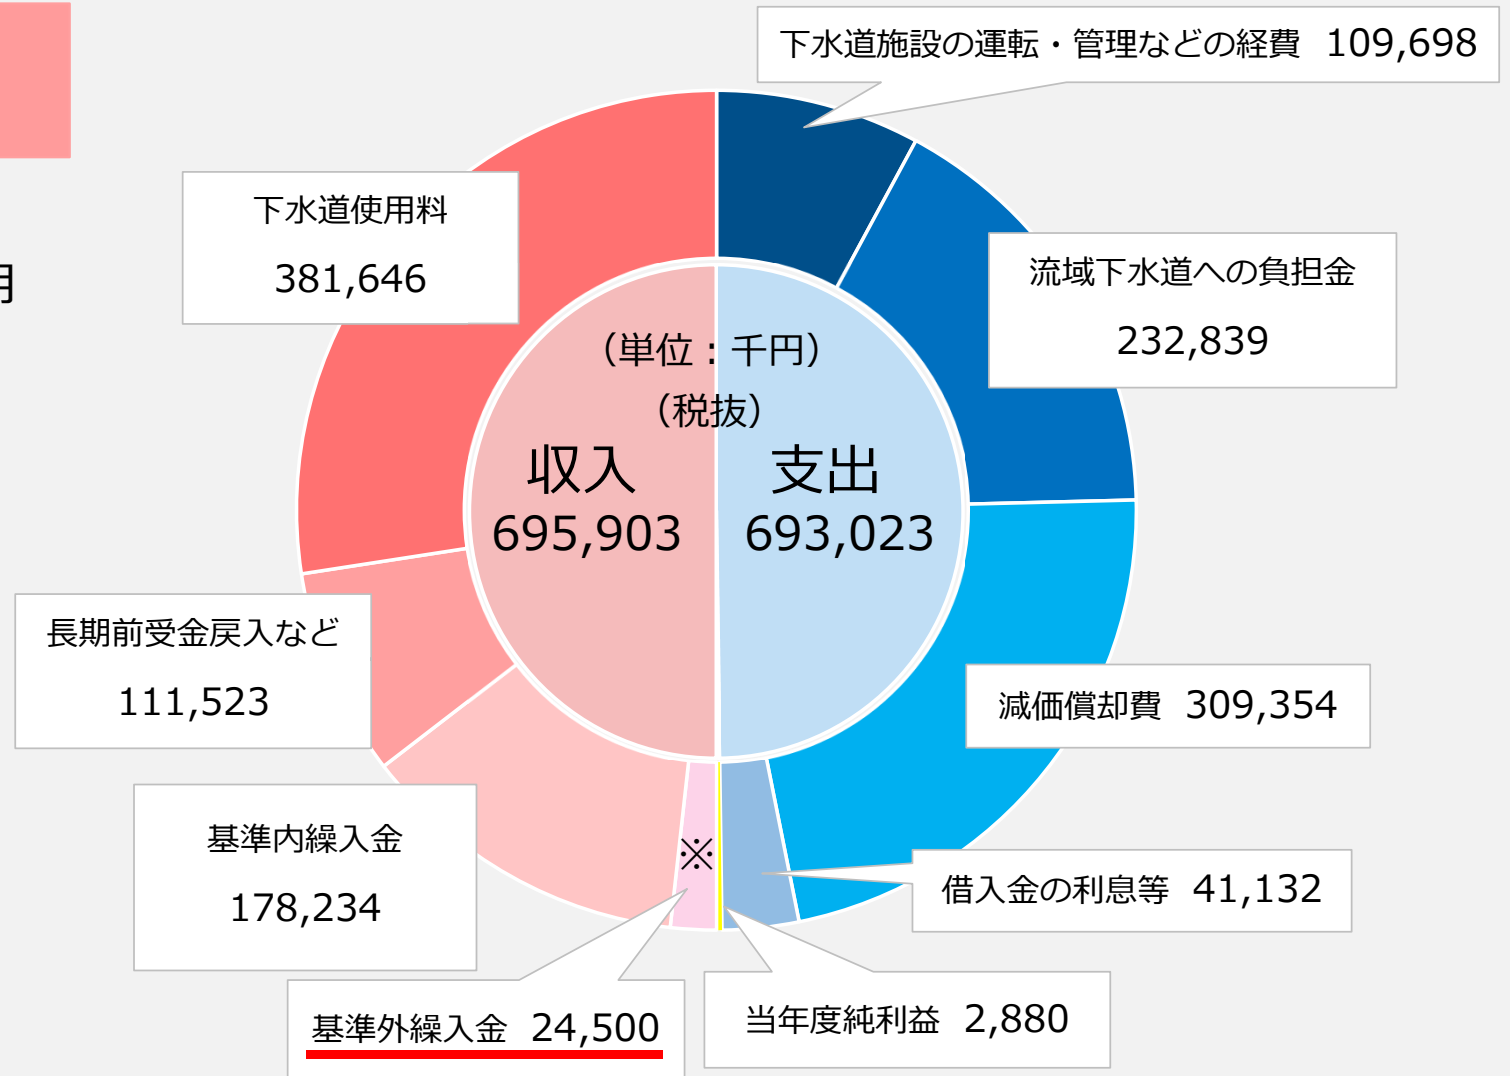 下水道施設の運転・管理などの経費 109,698
下水道使用料
381,646
流域下水道への負担金
232,839
月
（単位：千円）
（税抜）
収入
695,903
支出
693,023
長期前受金戻入など
111,523
減価償却費 309,354
基準内繰入金
178,234
※
借入金の利息等 41,132
基準外繰入金 24,500
当年度純利益 2,880